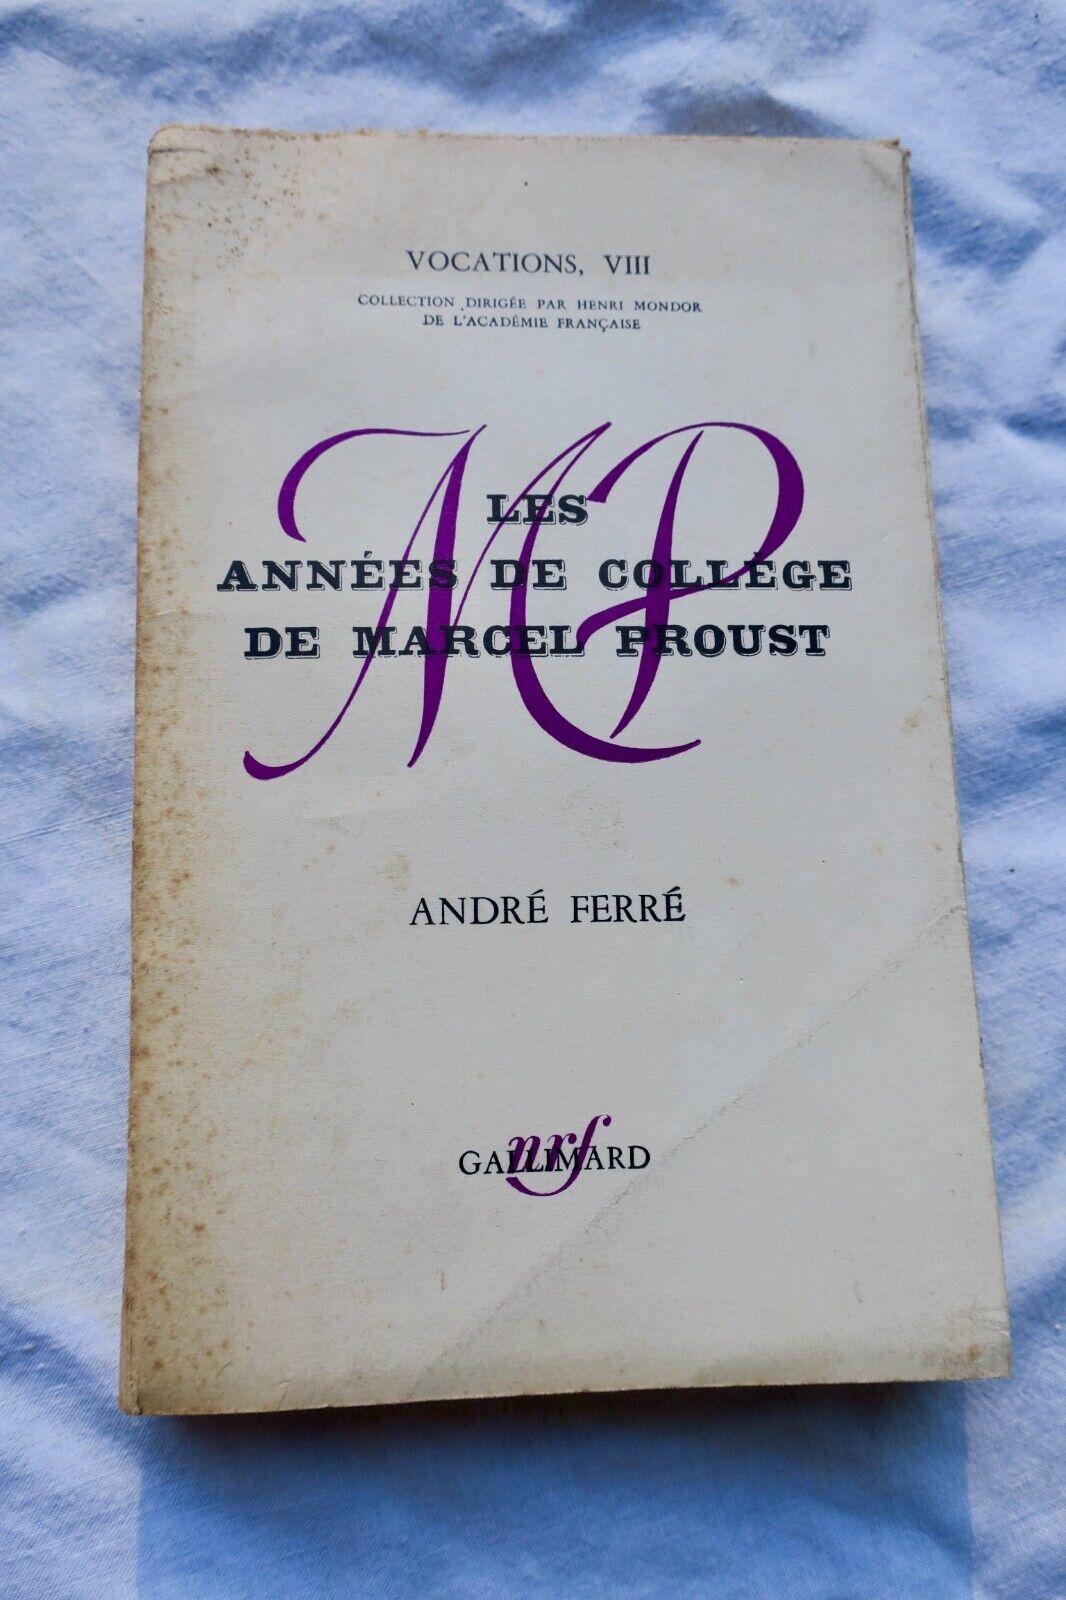 VOCATIONS, VIII
COLLECTION DIRIGÉE PAR HENRI MONDOR
DE L'ACADÉMIE FRANÇAISE
MP
LES
ANNÉES DE COLLÈGE
DE MARCEL PROUST
ANDRÉ FERRÉ
nrf
GALLIMARD